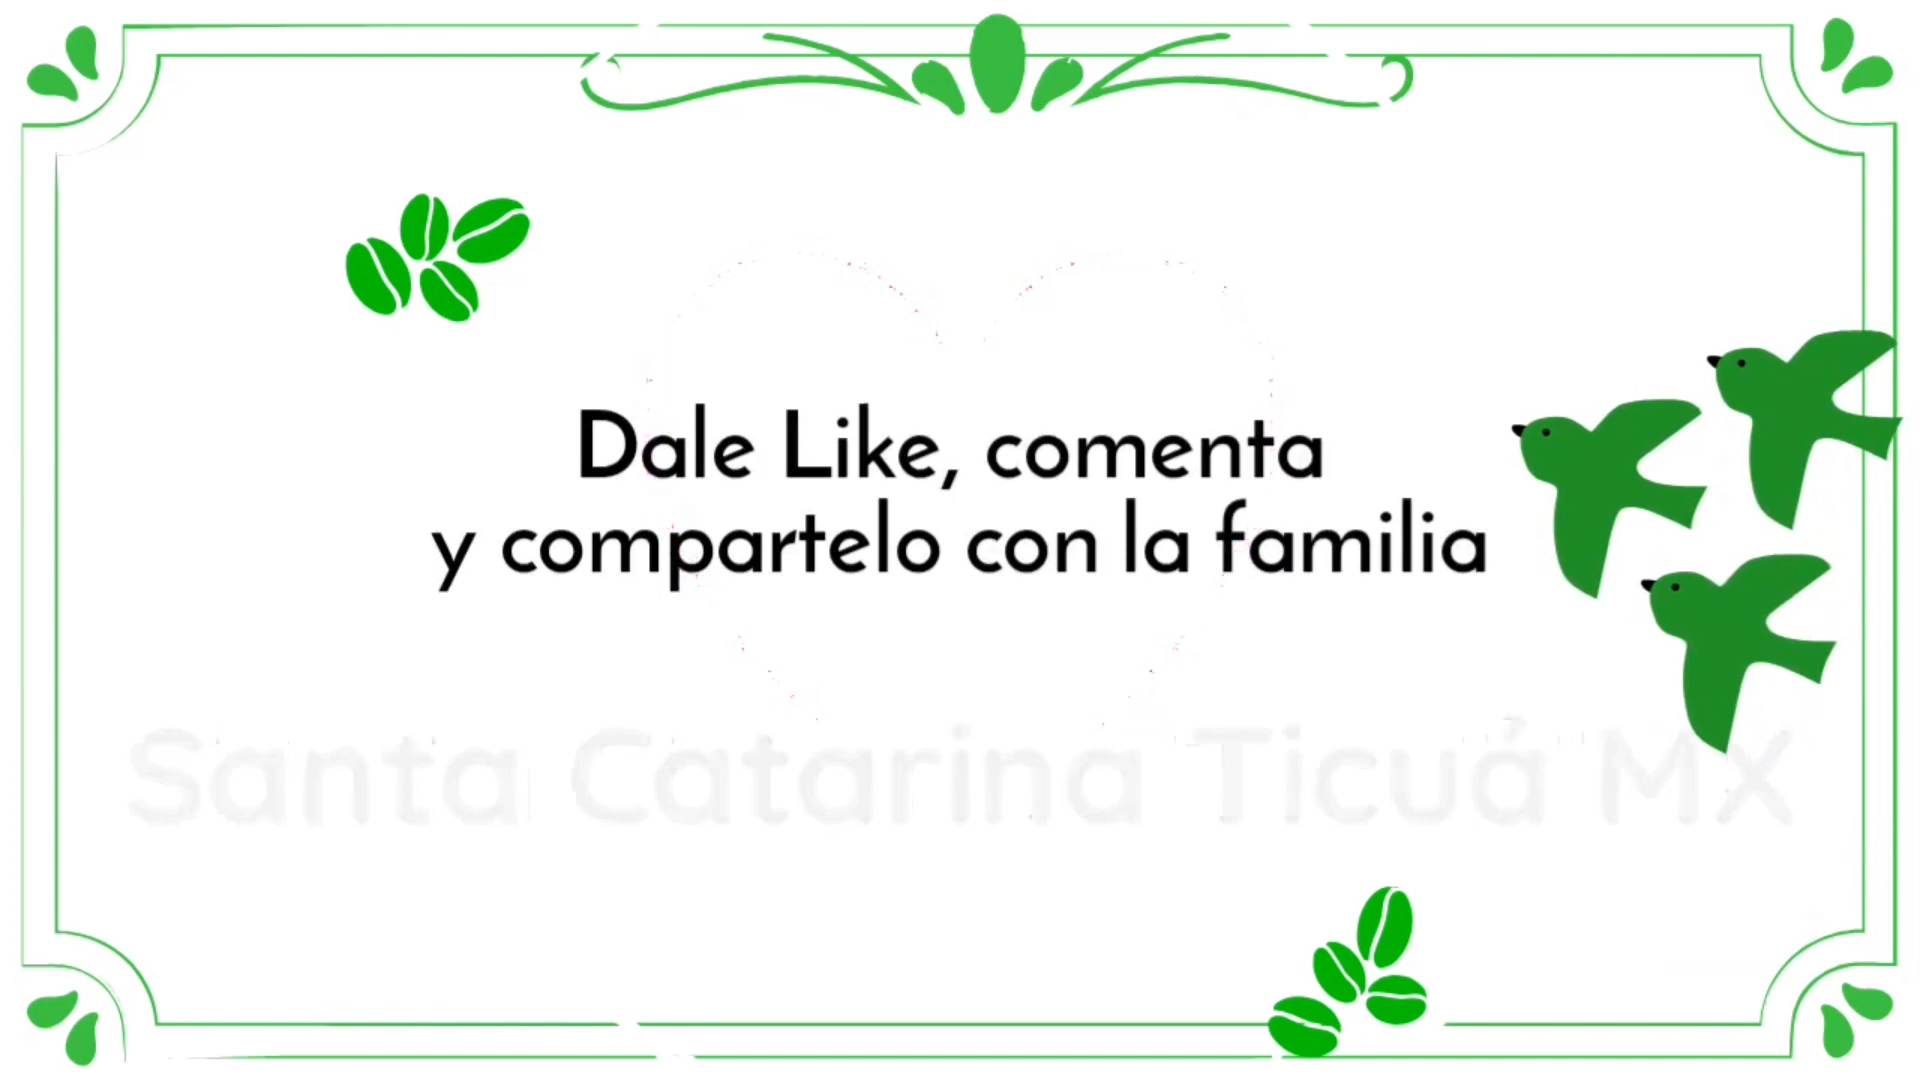 Dale Like, comenta
y compartelo con la familia
Santa Catarina Ticuá MX